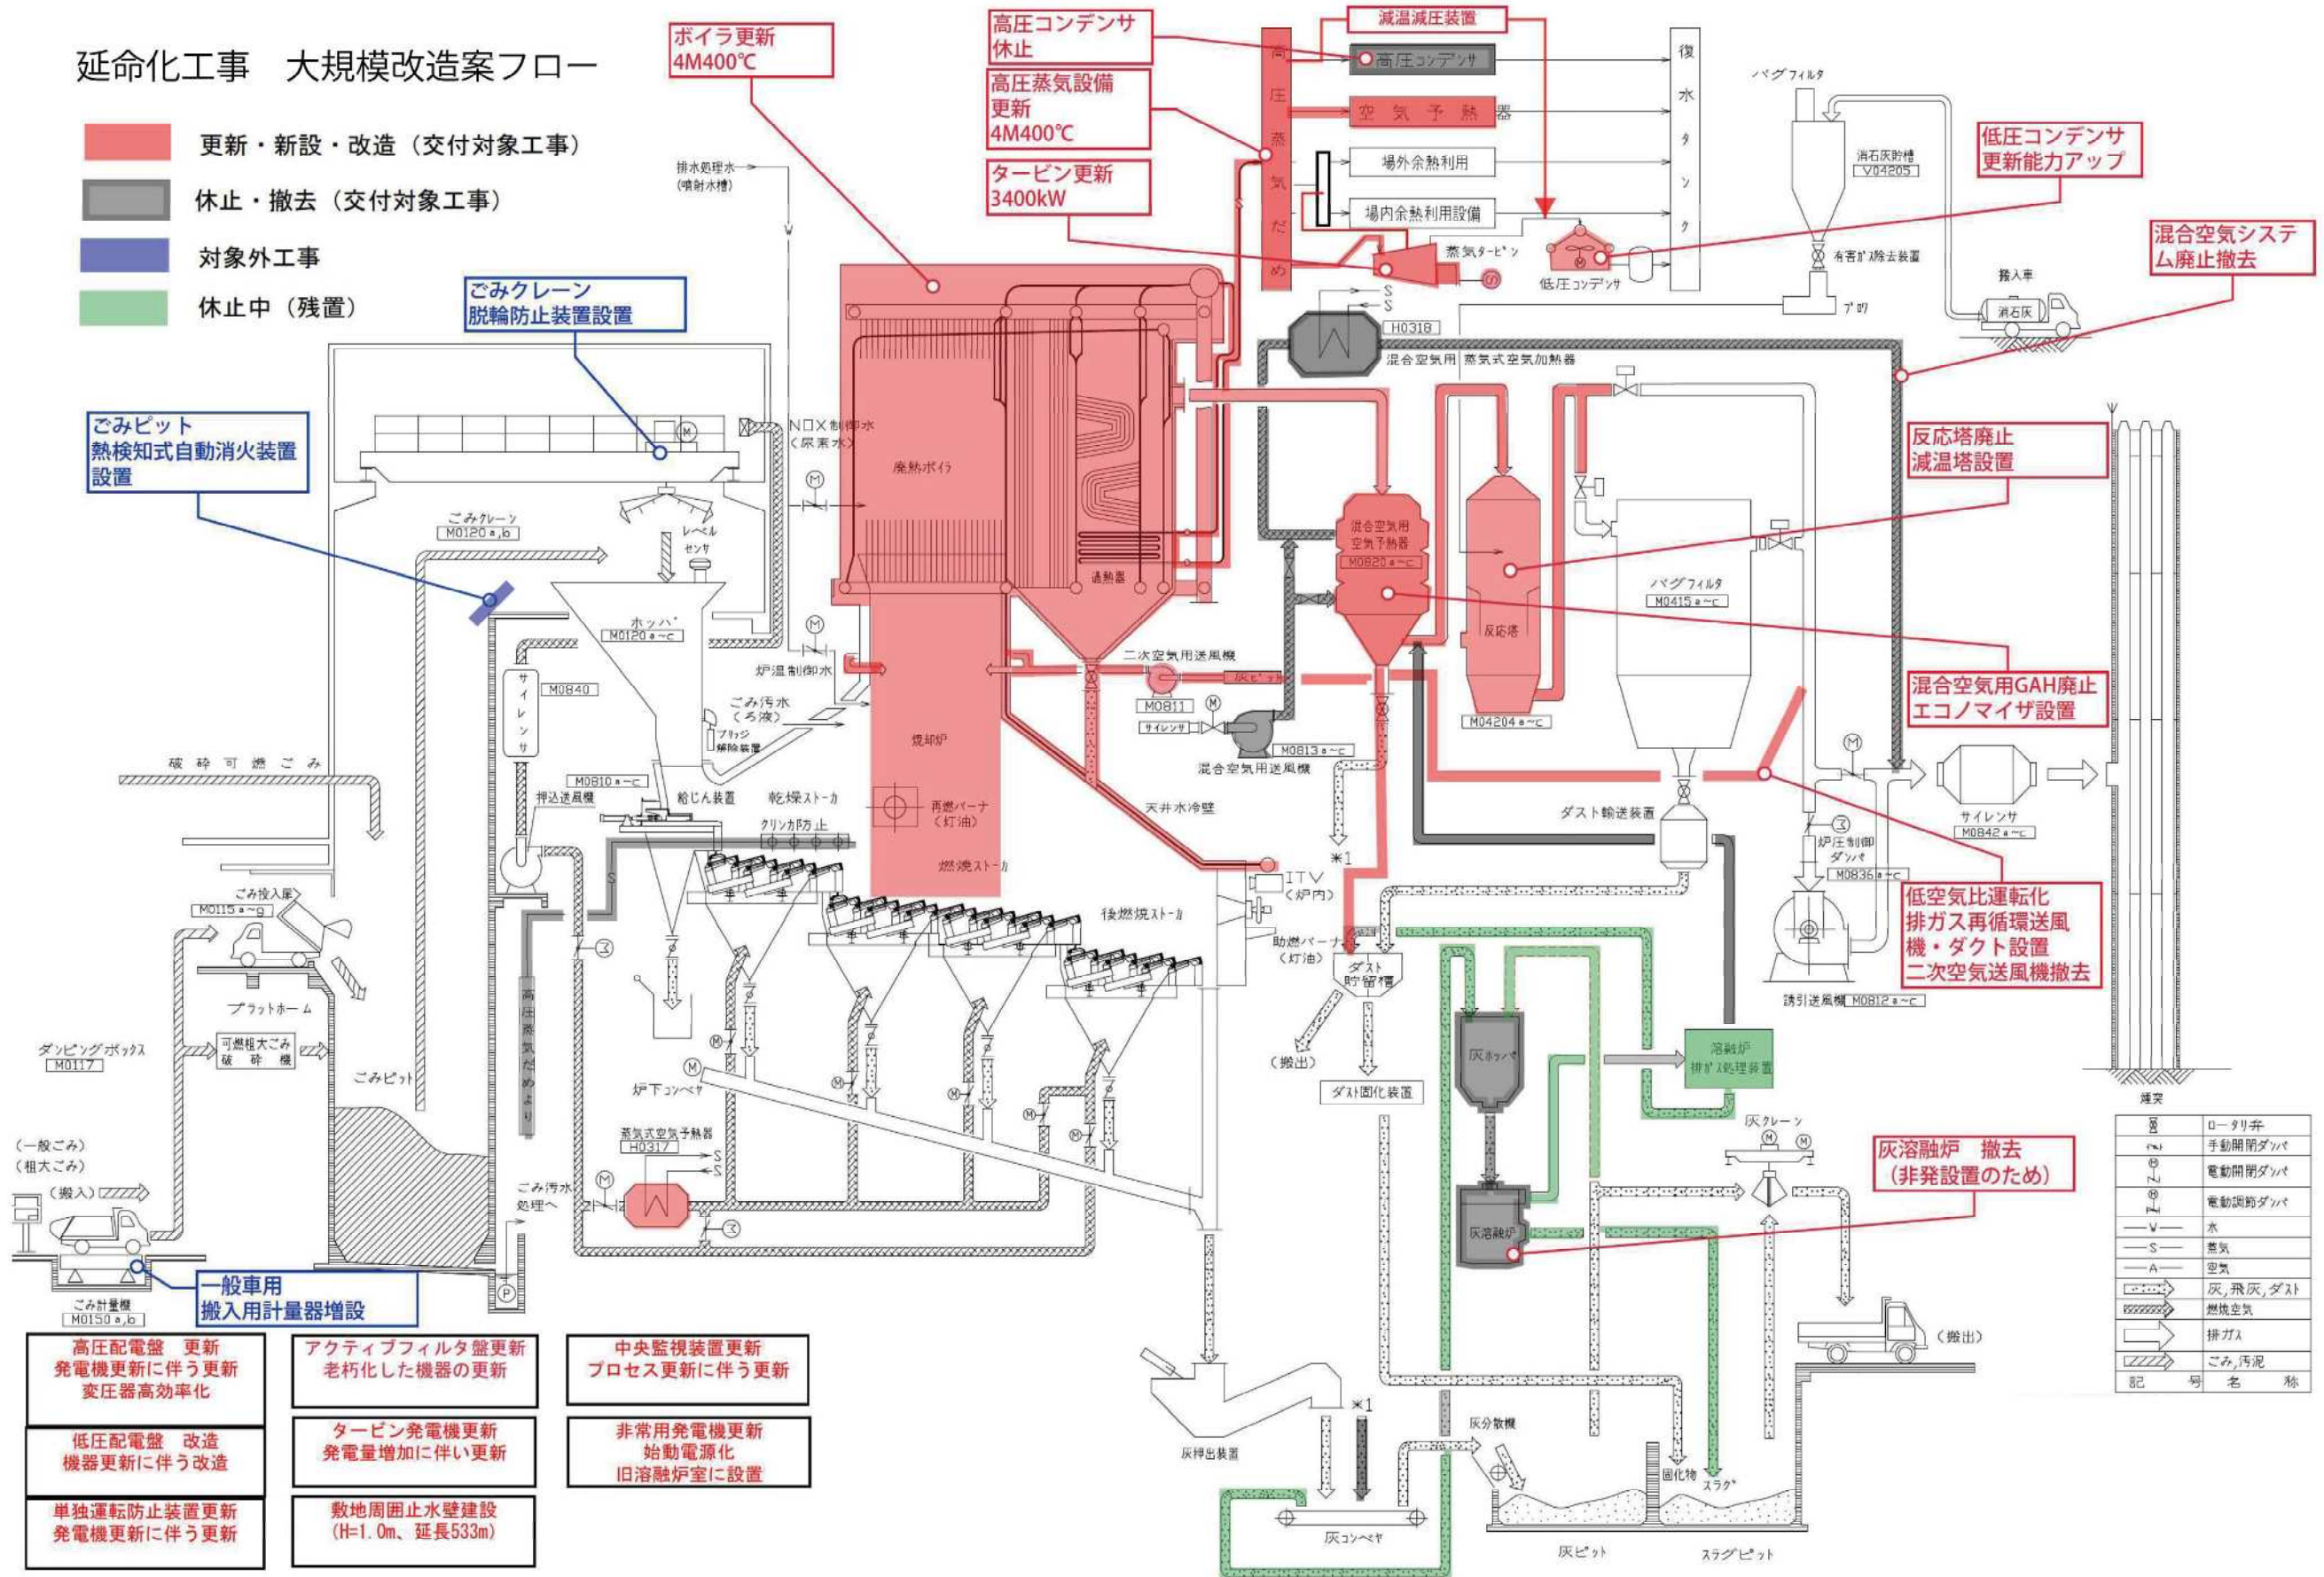 延命化工事　大規模改造案フロー
更新・新設・改造（交付対象工事）
休止・撤去（交付対象工事）
対象外工事
休止中（残置）
ボイラ更新
4M400℃
高圧コンデンサ
休止
高圧蒸気設備
更新
4M400℃
タービン更新
3400kW
減温減圧装置
高圧蒸気だめ
高圧コンデンサ
空気予熱器
場外余熱利用
場内余熱利用設備
蒸気タービン
低圧コンデンサ
復水タンク
バグフィルタ
消石灰貯槽
V04205
有害ガス除去装置
ブロワ
搬入車
消石灰
低圧コンデンサ
更新能力アップ
混合空気システ
ム廃止撤去
排水処理水
(噴射水槽)
W
S
S
H0318
混合空気用 蒸気式空気加熱器
ごみクレーン
脱輪防止装置設置
ごみピット
熱検知式自動消火装置
設置
NOX制御水
(尿素水)
M
廃熱ボイラ
過熱器
ごみクレーン
M0120a,b
レベル
センサ
ホッパ
M0120a~c
炉温制御水
サイレンサ
M0840
ごみ汚水
(ろ液)
ブリッジ
解除装置
破砕可燃ごみ
M0810a~c
押込送風機
給じん装置
乾燥ストーカ
クリンカ防止
焼却炉
再燃バーナ
(灯油)
燃焼ストーカ
後燃焼ストーカ
天井水冷壁
ITV
(炉内)
助燃バーナ
(灯油)
二次空気用送風機
M0811
灰ピット
サイレンサ
M0813a~c
混合空気用送風機
混合空気用
空気予熱器
M0820a~c
反応塔
M04204a~c
バグフィルタ
M0415a~c
反応塔廃止
減温塔設置
混合空気用GAH廃止
エコノマイザ設置
ダスト輸送装置
サイレンサ
M0842a~c
炉圧制御
ダンパ
M0836a~c
誘引送風機 M0812a~c
低空気比運転化
排ガス再循環送風
機・ダクト設置
二次空気送風機撤去
煙突
*1
ダスト
貯留槽
(搬出)
ダスト固化装置
灰ホッパ
灰溶融炉
溶融炉
排ガス処理装置
灰溶融炉　撤去
（非発設置のため）
灰クレーン
M
M
(搬出)
ごみ投入扉
M0115a~g
プラットホーム
ダンピングボックス
M0117
可燃粗大ごみ
破砕機
ごみピット
高圧蒸気だめより
炉下コンベヤ
蒸気式空気予熱器
H0317
S
S
ごみ汚水
処理へ
(一般ごみ)
(粗大ごみ)
(搬入)
ごみ計量機
M0150a,b
P
一般車用
搬入用計量器増設
高圧配電盤　更新
発電機更新に伴う更新
変圧器高効率化
アクティブフィルタ盤更新
老朽化した機器の更新
中央監視装置更新
プロセス更新に伴う更新
低圧配電盤　改造
機器更新に伴う改造
タービン発電機更新
発電量増加に伴い更新
非常用発電機更新
始動電源化
旧溶融炉室に設置
単独運転防止装置更新
発電機更新に伴う更新
敷地周囲止水壁建設
(H=1.0m、延長533m)
灰押出装置
*1
灰コンベヤ
灰分散機
固化物
スラグ
灰ピット
スラグピット
ロータリ弁
手動開閉ダンパ
電動開閉ダンパ
電動調節ダンパ
W 水
S 蒸気
A 空気
灰,飛灰,ダスト
燃焼空気
排ガス
ごみ,汚泥
記号 名称